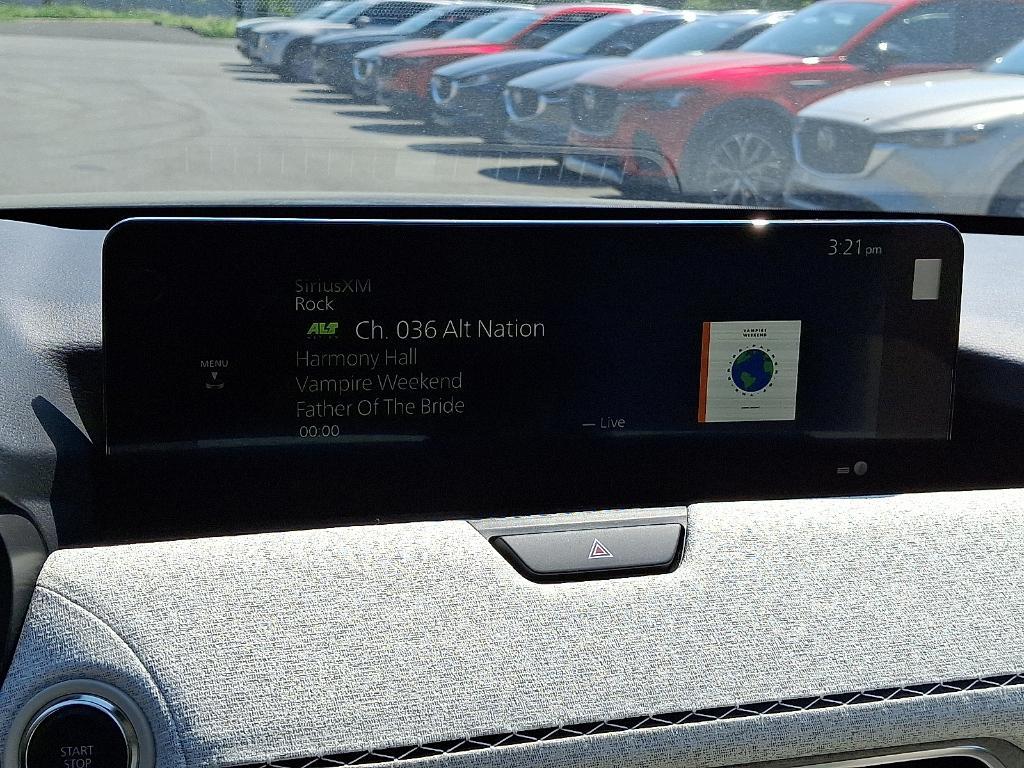 3:21 pm
SiriusXM
Rock
ALT
Ch. 036 Alt Nation
Harmony Hall
Vampire Weekend
Father Of The Bride
00:00
Live
MENU
VAMPIRE
WEEKEND
START
STOP